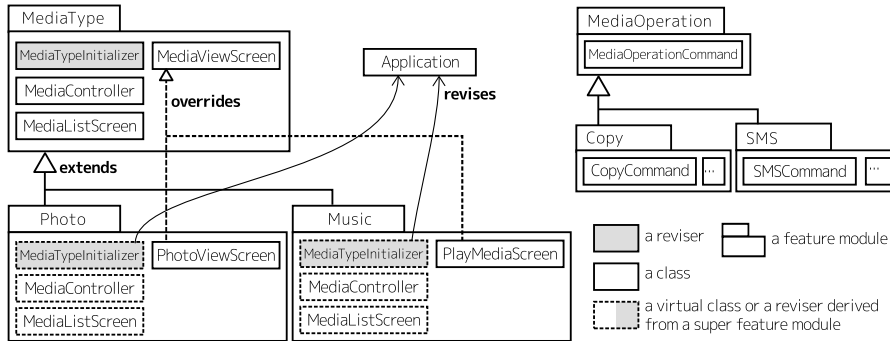 MediaType
MediaTypeInitializer
MediaViewScreen
MediaController
MediaListScreen
overrides
extends
Application
revises
MediaOperation
MediaOperationCommand
Copy
CopyCommand
...
SMS
SMSCommand
...
Photo
MediaTypeInitializer
PhotoViewScreen
MediaController
MediaListScreen
Music
MediaTypeInitializer
PlayMediaScreen
MediaController
MediaListScreen
a reviser
a feature module
a class
a virtual class or a reviser derived
from a super feature module